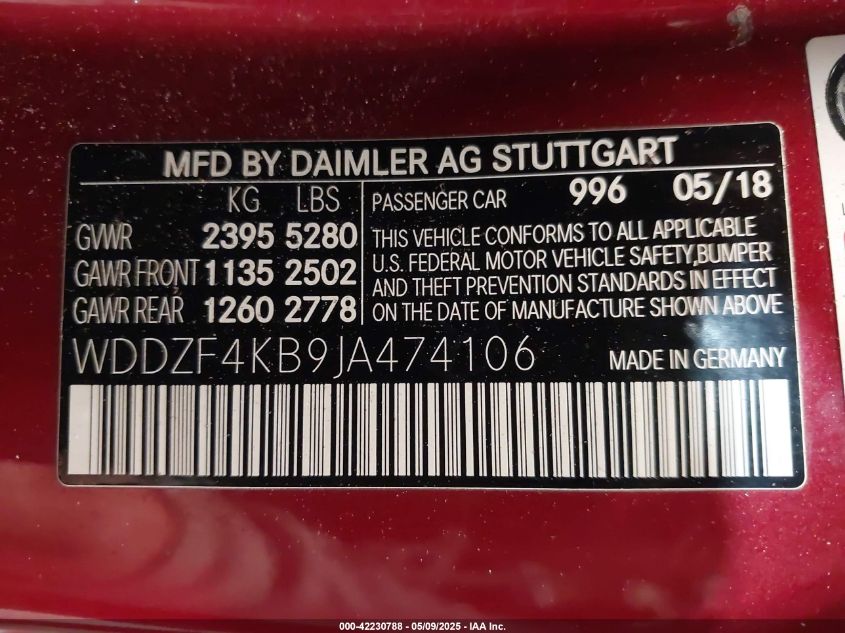 MFD BY DAIMLER AG STUTTGART
KG LBS
GVWR 2395 5280
GAWR FRONT 1135 2502
GAWR REAR 1260 2778
PASSENGER CAR 996 05/18
THIS VEHICLE CONFORMS TO ALL APPLICABLE
U.S. FEDERAL MOTOR VEHICLE SAFETY,BUMPER
AND THEFT PREVENTION STANDARDS IN EFFECT
ON THE DATE OF MANUFACTURE SHOWN ABOVE
WDDZF4KB9JA474106 MADE IN GERMANY
000-42230788 - 05/09/2025 - IAA Inc.